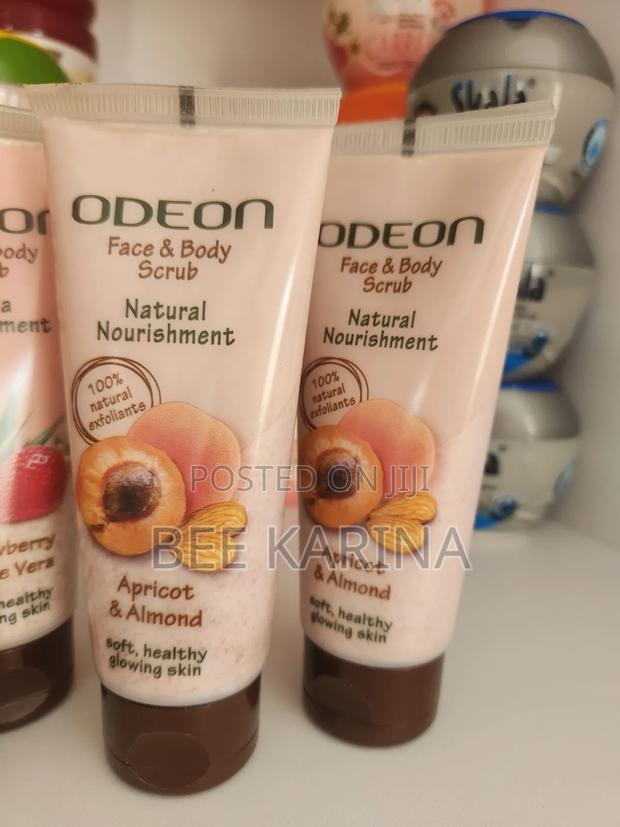 ODEON
Face & Body
Scrub
Natural
Nourishment
100%
natural
exfoliants
Apricot
& Almond
soft, healthy
glowing skin
ODEON
Face & Body
Scrub
Natural
Nourishment
100%
natural
exfoliants
Apricot
& Almond
soft, healthy
glowing skin
Skala
POSTED ON JIJI
BEE KARINA